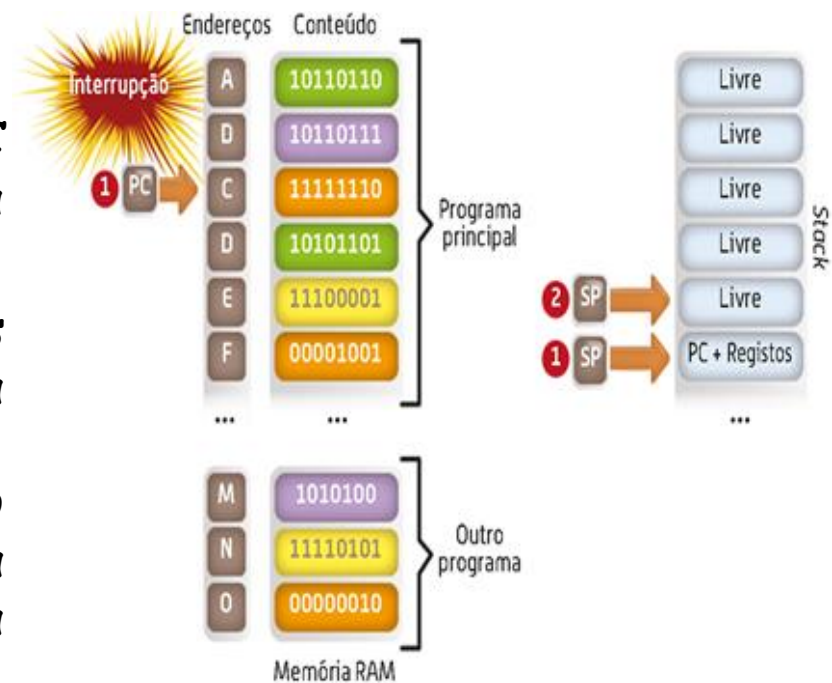 Endereços Conteúdo
Interrupção
A 10110110
D 10110111
1 PC C 11111110
D 10101101
E 11100001
F 00001001
... ...
Programa
principal
M 1010100
N 11110101
O 00000010
Outro
programa
Memória RAM
Livre
Livre
Livre
Livre
2 SP Livre
1 SP PC + Registos
...
Stack